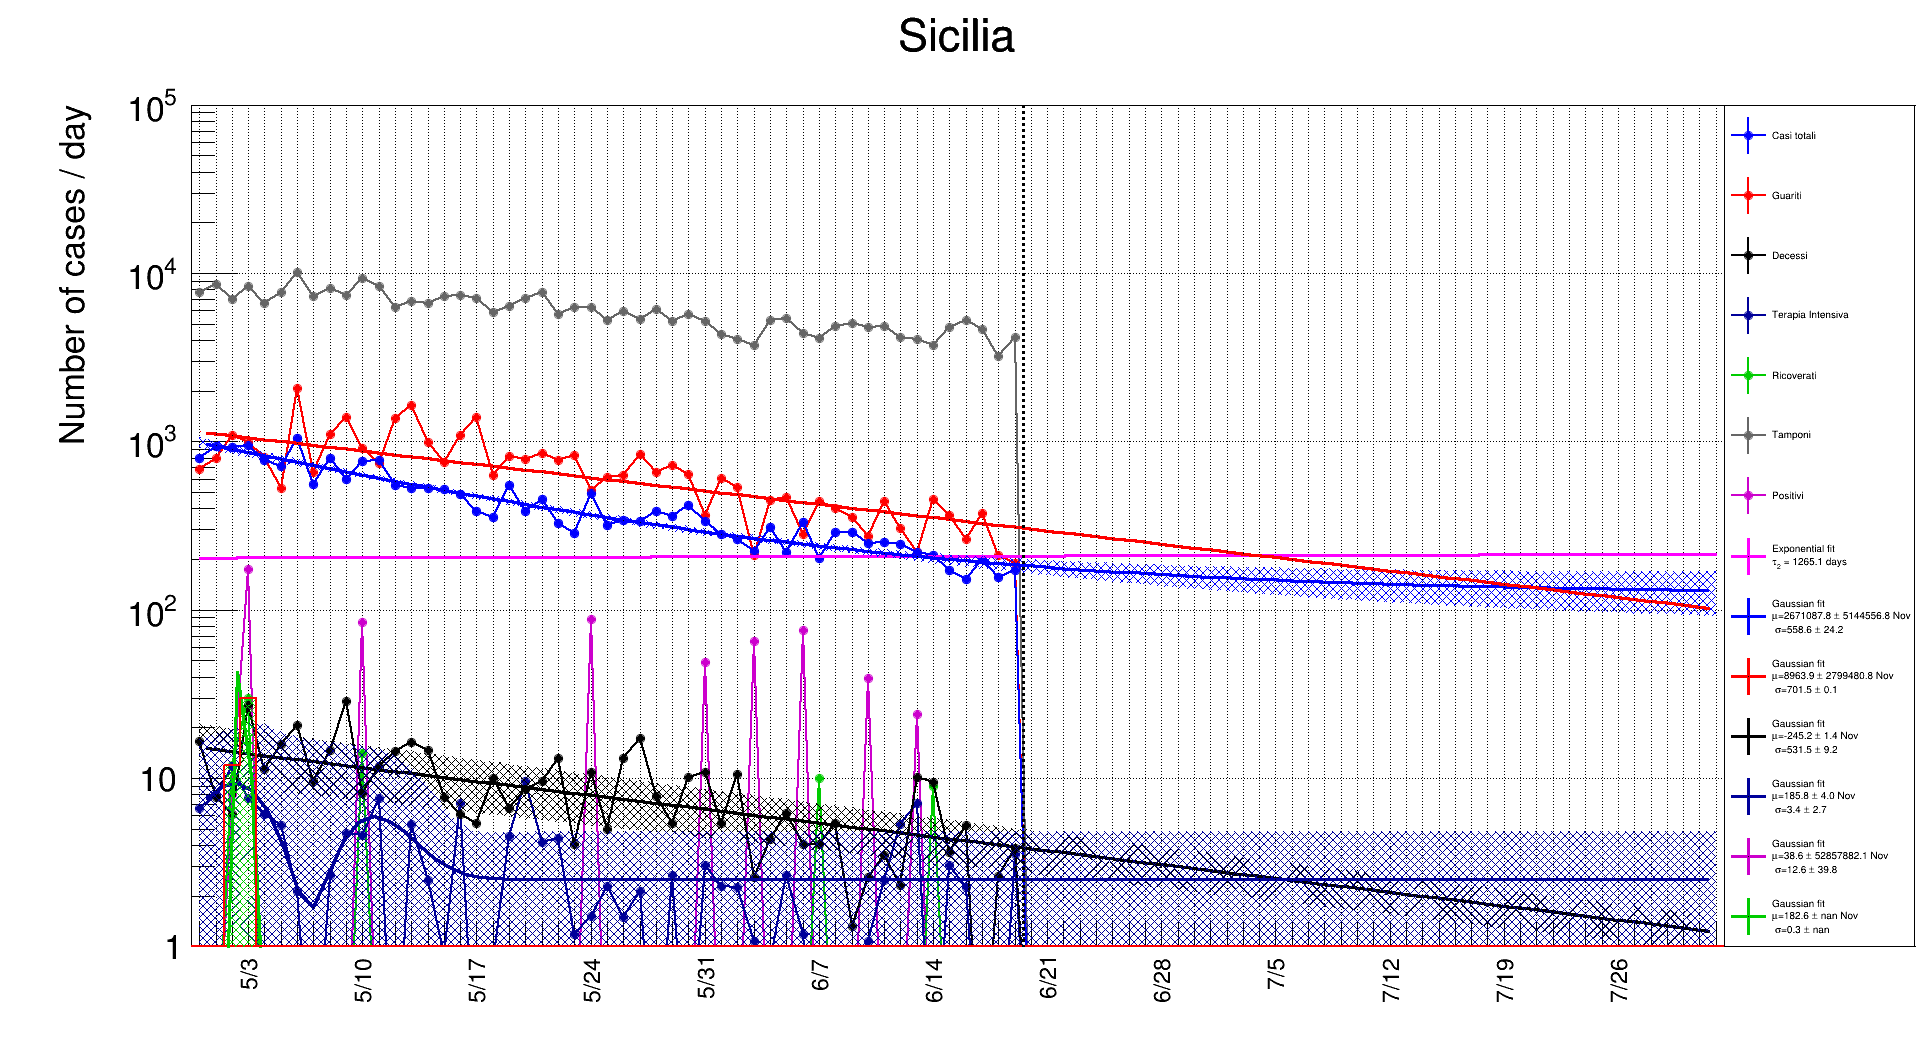 Sicilia
Number of cases / day
10^5
10^4
10^3
10^2
10
1
5/3
5/10
5/17
5/24
5/31
6/7
6/14
6/21
6/28
7/5
7/12
7/19
7/26
Casi totali
Guariti
Decessi
Terapia Intensiva
Ricoverati
Tamponi
Positivi
Exponential fit
τ₂ = 1265.1 days
Gaussian fit
μ=2671087.8 ± 5144556.8 Nov
σ=558.6 ± 24.2
Gaussian fit
μ=8963.9 ± 2799480.8 Nov
σ=701.5 ± 0.1
Gaussian fit
μ=-245.2 ± 1.4 Nov
σ=531.5 ± 9.2
Gaussian fit
μ=185.8 ± 4.0 Nov
σ=3.4 ± 2.7
Gaussian fit
μ=38.6 ± 52857882.1 Nov
σ=12.6 ± 39.8
Gaussian fit
μ=182.6 ± nan Nov
σ=0.3 ± nan